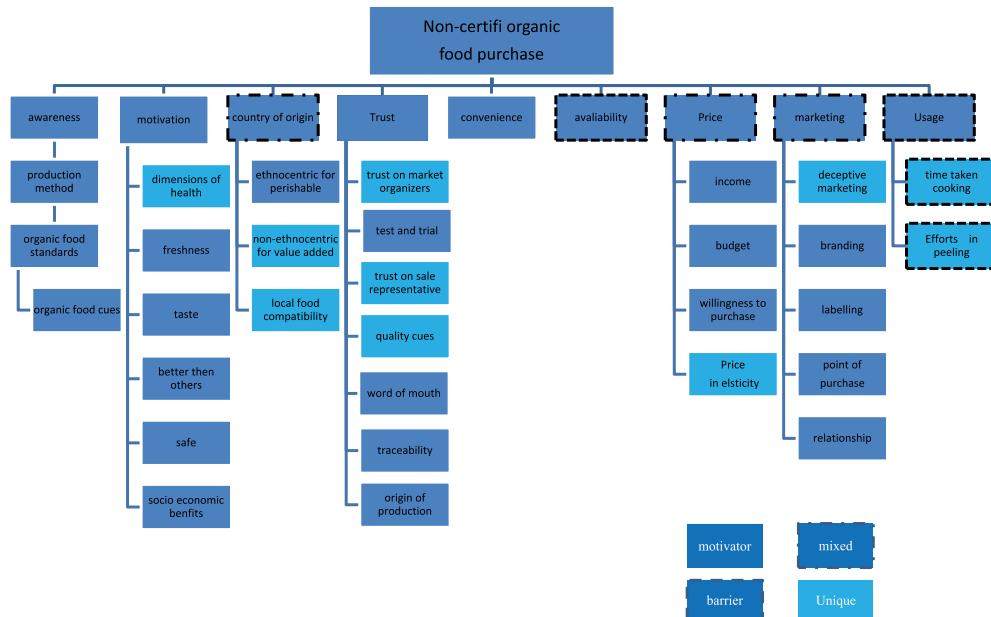 Non-certifi organic
food purchase
awareness
motivation
country of origin
Trust
convenience
avaliability
Price
marketing
Usage
production
method
organic food
standards
organic food cues
dimensions of
health
freshness
taste
better then
others
safe
socio economic
benfits
ethnocentric for
perishable
non-ethnocentric
for value added
local food
compatibility
trust on market
organizers
test and trial
trust on sale
representative
quality cues
word of mouth
traceability
origin of
production
income
budget
willingness to
purchase
Price
in elsticity
deceptive
marketing
branding
labelling
point of
purchase
relationship
time taken
cooking
Efforts in
peeling
motivator
mixed
barrier
Unique